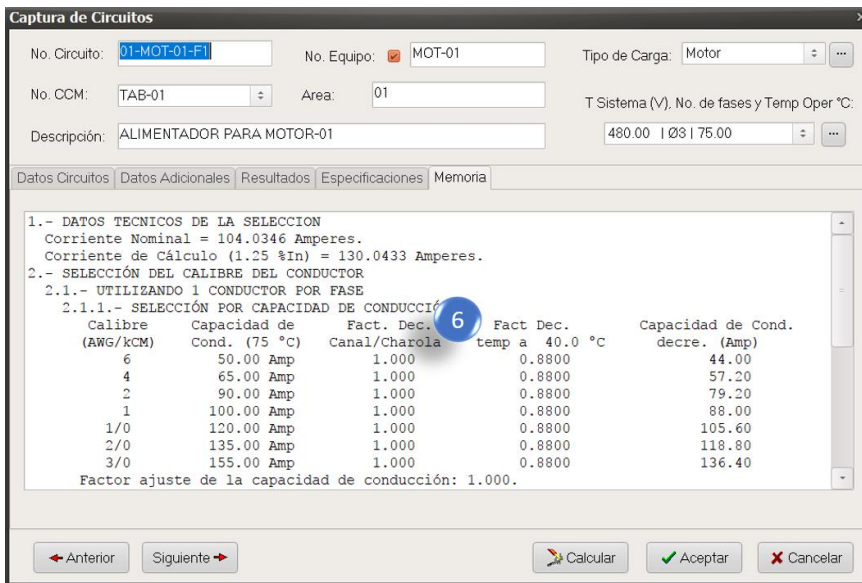 Captura de Circuitos
No. Circuito: 01-MOT-01-F1 No. Equipo: MOT-01 Tipo de Carga: Motor ...
No. CCM: TAB-01 Area: 01 T Sistema (V), No. de fases y Temp Oper °C:
Descripción: ALIMENTADOR PARA MOTOR-01 480.00 | Ø3 | 75.00 ...
Datos Circuitos Datos Adicionales Resultados Especificaciones Memoria
1.- DATOS TECNICOS DE LA SELECCION
Corriente Nominal = 104.0346 Amperes.
Corriente de Cálculo (1.25 %In) = 130.0433 Amperes.
2.- SELECCIÓN DEL CALIBRE DEL CONDUCTOR
2.1.- UTILIZANDO 1 CONDUCTOR POR FASE
2.1.1.- SELECCIÓN POR CAPACIDAD DE
6
Calibre Capacidad de Fact. Dec. Fact Dec. Capacidad de Cond.
(AWG/kCM) Cond. (75 °C) Canal/Charola temp a 40.0 °C decre. (Amp)
6 50.00 Amp 1.000 0.8800 44.00
4 65.00 Amp 1.000 0.8800 57.20
2 90.00 Amp 1.000 0.8800 79.20
1 100.00 Amp 1.000 0.8800 88.00
1/0 120.00 Amp 1.000 0.8800 105.60
2/0 135.00 Amp 1.000 0.8800 118.80
3/0 155.00 Amp 1.000 0.8800 136.40
Factor ajuste de la capacidad de conducción: 1.000.
Anterior Siguiente Calcular Aceptar Cancelar